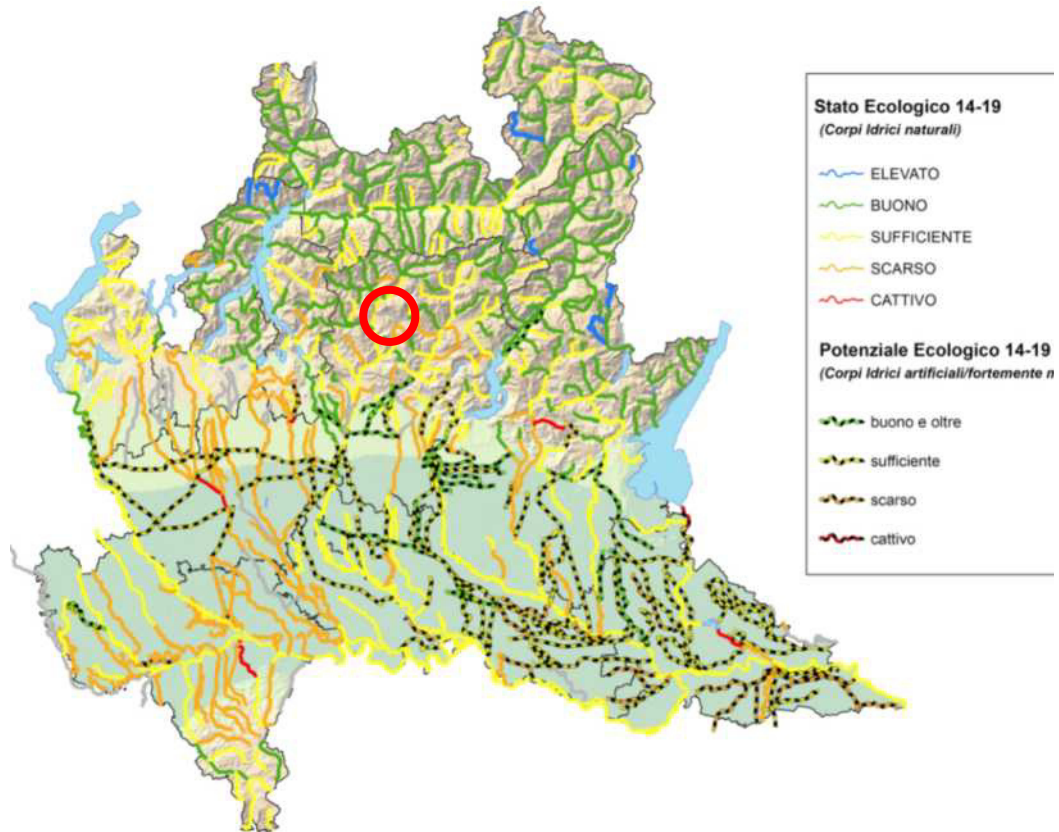 Stato Ecologico 14-19
(Corpi Idrici naturali)
ELEVATO
BUONO
SUFFICIENTE
SCARSO
CATTIVO
Potenziale Ecologico 14-19
(Corpi Idrici artificiali/fortemente m
buono e oltre
sufficiente
scarso
cattivo